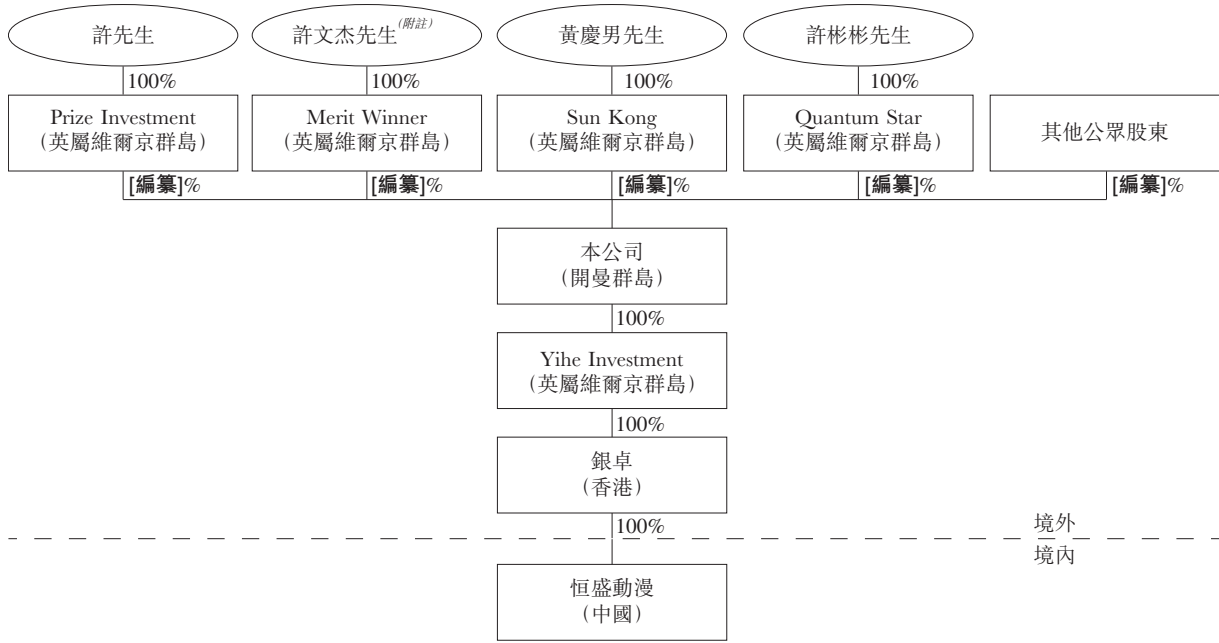 許先生
許文杰先生(附註)
黃慶男先生
許彬彬先生
100%
100%
100%
100%
Prize Investment
(英屬維爾京群島)
Merit Winner
(英屬維爾京群島)
Sun Kong
(英屬維爾京群島)
Quantum Star
(英屬維爾京群島)
其他公眾股東
[編纂]%
[編纂]%
[編纂]%
[編纂]%
[編纂]%
本公司
(開曼群島)
100%
Yihe Investment
(英屬維爾京群島)
100%
銀卓
(香港)
100%
境外
境內
恒盛動漫
(中國)